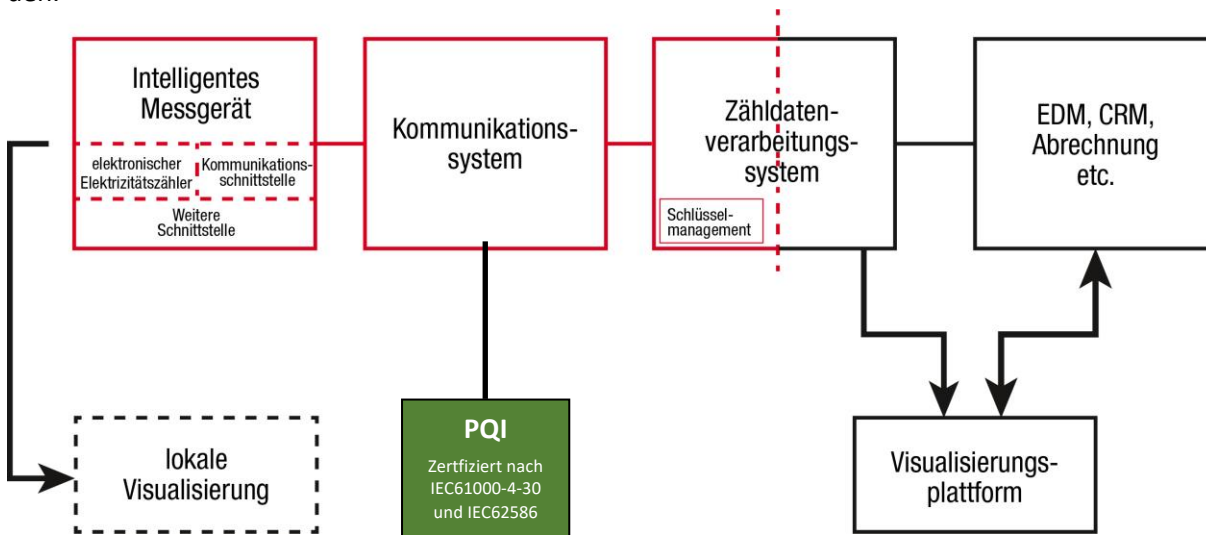 den.
Intelligentes
Messgerät
elektronischer
Elektrizitätszähler
Kommunikations-
schnittstelle
Weitere
Schnittstelle
Kommunikations-
system
Zähldaten-
verarbeitungs-
system
Schlüssel-
management
EDM, CRM,
Abrechnung
etc.
lokale
Visualisierung
PQI
Zertfiziert nach
IEC61000-4-30
und IEC62586
Visualisierungs-
plattform